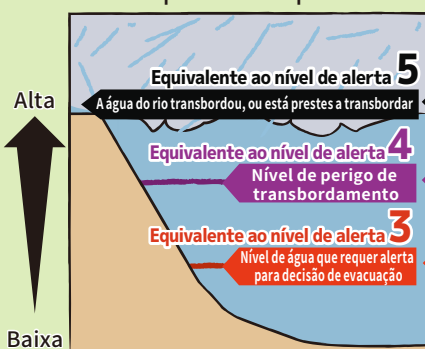 Equivalente ao nível de alerta 5
Alta
A água do rio transbordou, ou está prestes a transbordar
Equivalente ao nível de alerta 4
Nível de perigo de
transbordamento
Equivalente ao nível de alerta 3
Nível de água que requer alerta
para decisão de evacuação
Baixa